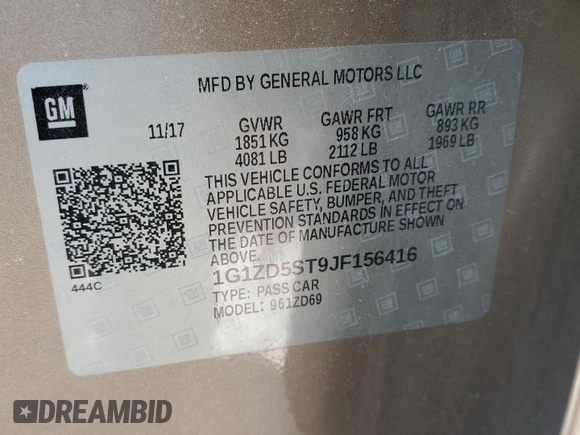 GM
MFD BY GENERAL MOTORS LLC
11/17 GVWR GAWR FRT GAWR RR
1851 KG 958 KG 893 KG
4081 LB 2112 LB 1969 LB
THIS VEHICLE CONFORMS TO ALL
APPLICABLE U.S. FEDERAL MOTOR
VEHICLE SAFETY, BUMPER, AND THEFT
PREVENTION STANDARDS IN EFFECT ON
THE DATE OF MANUFACTURE SHOWN
ABOVE.
1G1ZD5ST9JF156416
TYPE: PASS CAR
MODEL: 961ZD69
444C
DREAMBID